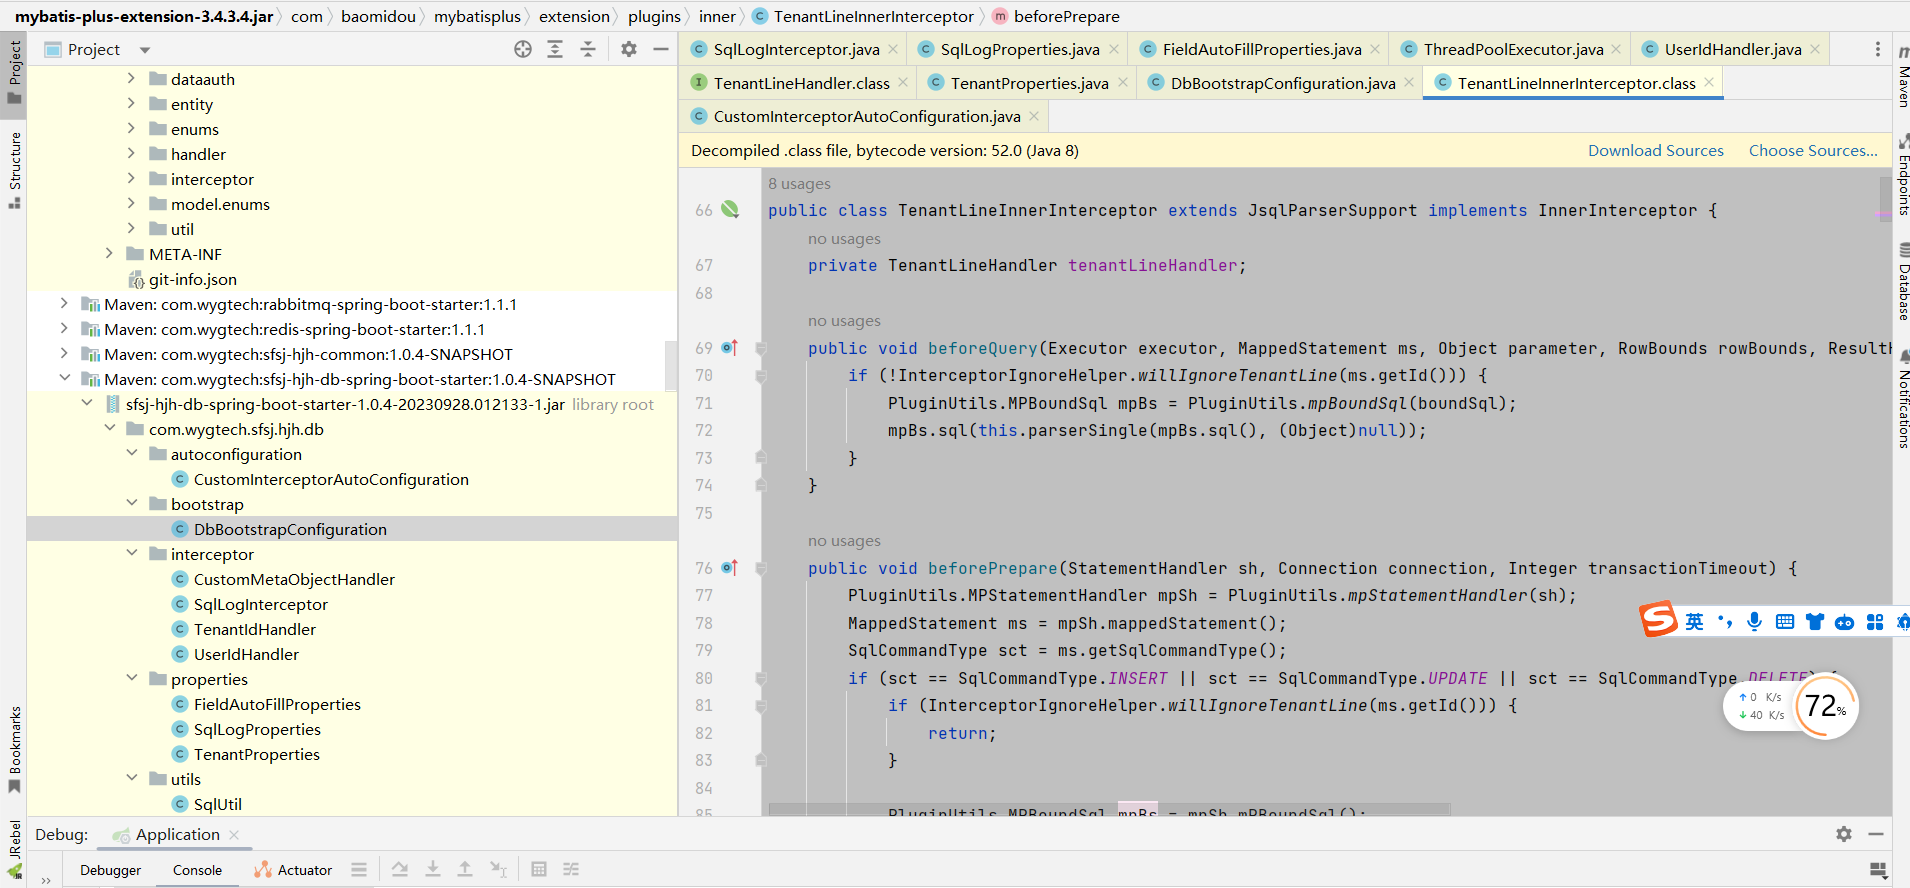 mybatis-plus-extension-3.4.3.4.jar com baomidou mybatisplus extension plugins inner TenantLineInnerInterceptor beforePrepare
Project
Project
Structure
Bookmarks
JRebel
dataauth
entity
enums
handler
interceptor
model.enums
util
META-INF
git-info.json
Maven: com.wygtech:rabbitmq-spring-boot-starter:1.1.1
Maven: com.wygtech:redis-spring-boot-starter:1.1.1
Maven: com.wygtech:sfsj-hjh-common:1.0.4-SNAPSHOT
Maven: com.wygtech:sfsj-hjh-db-spring-boot-starter:1.0.4-SNAPSHOT
sfsj-hjh-db-spring-boot-starter-1.0.4-20230928.012133-1.jar library root
com.wygtech.sfsj.hjh.db
autoconfiguration
CustomInterceptorAutoConfiguration
bootstrap
DbBootstrapConfiguration
interceptor
CustomMetaObjectHandler
SqlLogInterceptor
TenantIdHandler
UserIdHandler
properties
FieldAutoFillProperties
SqlLogProperties
TenantProperties
utils
SqlUtil
SqlLogInterceptor.java SqlLogProperties.java FieldAutoFillProperties.java ThreadPoolExecutor.java UserIdHandler.java
TenantLineHandler.class TenantProperties.java DbBootstrapConfiguration.java TenantLineInnerInterceptor.class
CustomInterceptorAutoConfiguration.java
Decompiled .class file, bytecode version: 52.0 (Java 8) Download Sources Choose Sources...
8 usages
66 public class TenantLineInnerInterceptor extends JsqlParserSupport implements InnerInterceptor {
no usages
67 private TenantLineHandler tenantLineHandler;
68
no usages
69 public void beforeQuery(Executor executor, MappedStatement ms, Object parameter, RowBounds rowBounds, ResultH
70 if (!InterceptorIgnoreHelper.willIgnoreTenantLine(ms.getId())) {
71 PluginUtils.MPBoundSql mpBs = PluginUtils.mpBoundSql(boundSql);
72 mpBs.sql(this.parserSingle(mpBs.sql(), (Object)null));
73 }
74 }
75
no usages
76 public void beforePrepare(StatementHandler sh, Connection connection, Integer transactionTimeout) {
77 PluginUtils.MPStatementHandler mpSh = PluginUtils.mpStatementHandler(sh);
78 MappedStatement ms = mpSh.mappedStatement();
79 SqlCommandType sct = ms.getSqlCommandType();
80 if (sct == SqlCommandType.INSERT || sct == SqlCommandType.UPDATE || sct == SqlCommandType.DELETE) {
81 if (InterceptorIgnoreHelper.willIgnoreTenantLine(ms.getId())) {
82 return;
83 }
84
85 PluginUtils.MPBoundSql mpBs = mpSh.mPBoundSql();
Maven
Endpoints
Database
Notifications
英
0 K/s
40 K/s
72%
Debug: Application
Debugger Console Actuator